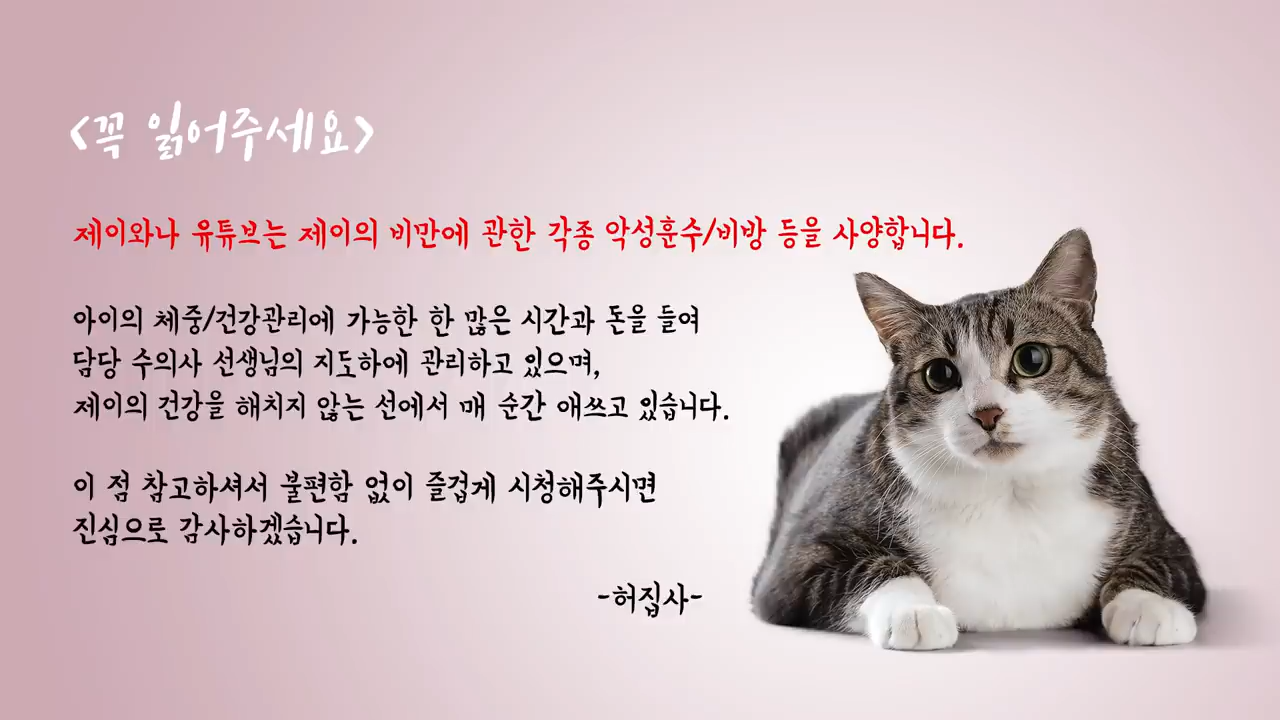 <꼭 읽어주세요>
제이와나 유튜브는 제이의 비만에 관한 각종 악성훈수/비방 등을 사양합니다.
아이의 체중/건강관리에 가능한 한 많은 시간과 돈을 들여
담당 수의사 선생님의 지도하에 관리하고 있으며,
제이의 건강을 해치지 않는 선에서 매 순간 애쓰고 있습니다.
이 점 참고하셔서 불편함 없이 즐겁게 시청해주시면
진심으로 감사하겠습니다.
-허집사-